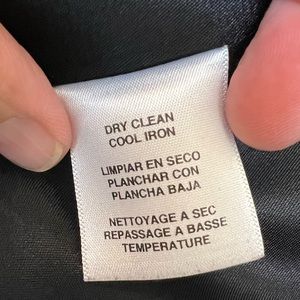 DRY CLEAN
COOL IRON
LIMPIAR EN SECO
PLANCHAR CON
PLANCHA BAJA
NETTOYAGE A SEC
REPASSAGE A BASSE
TEMPERATURE